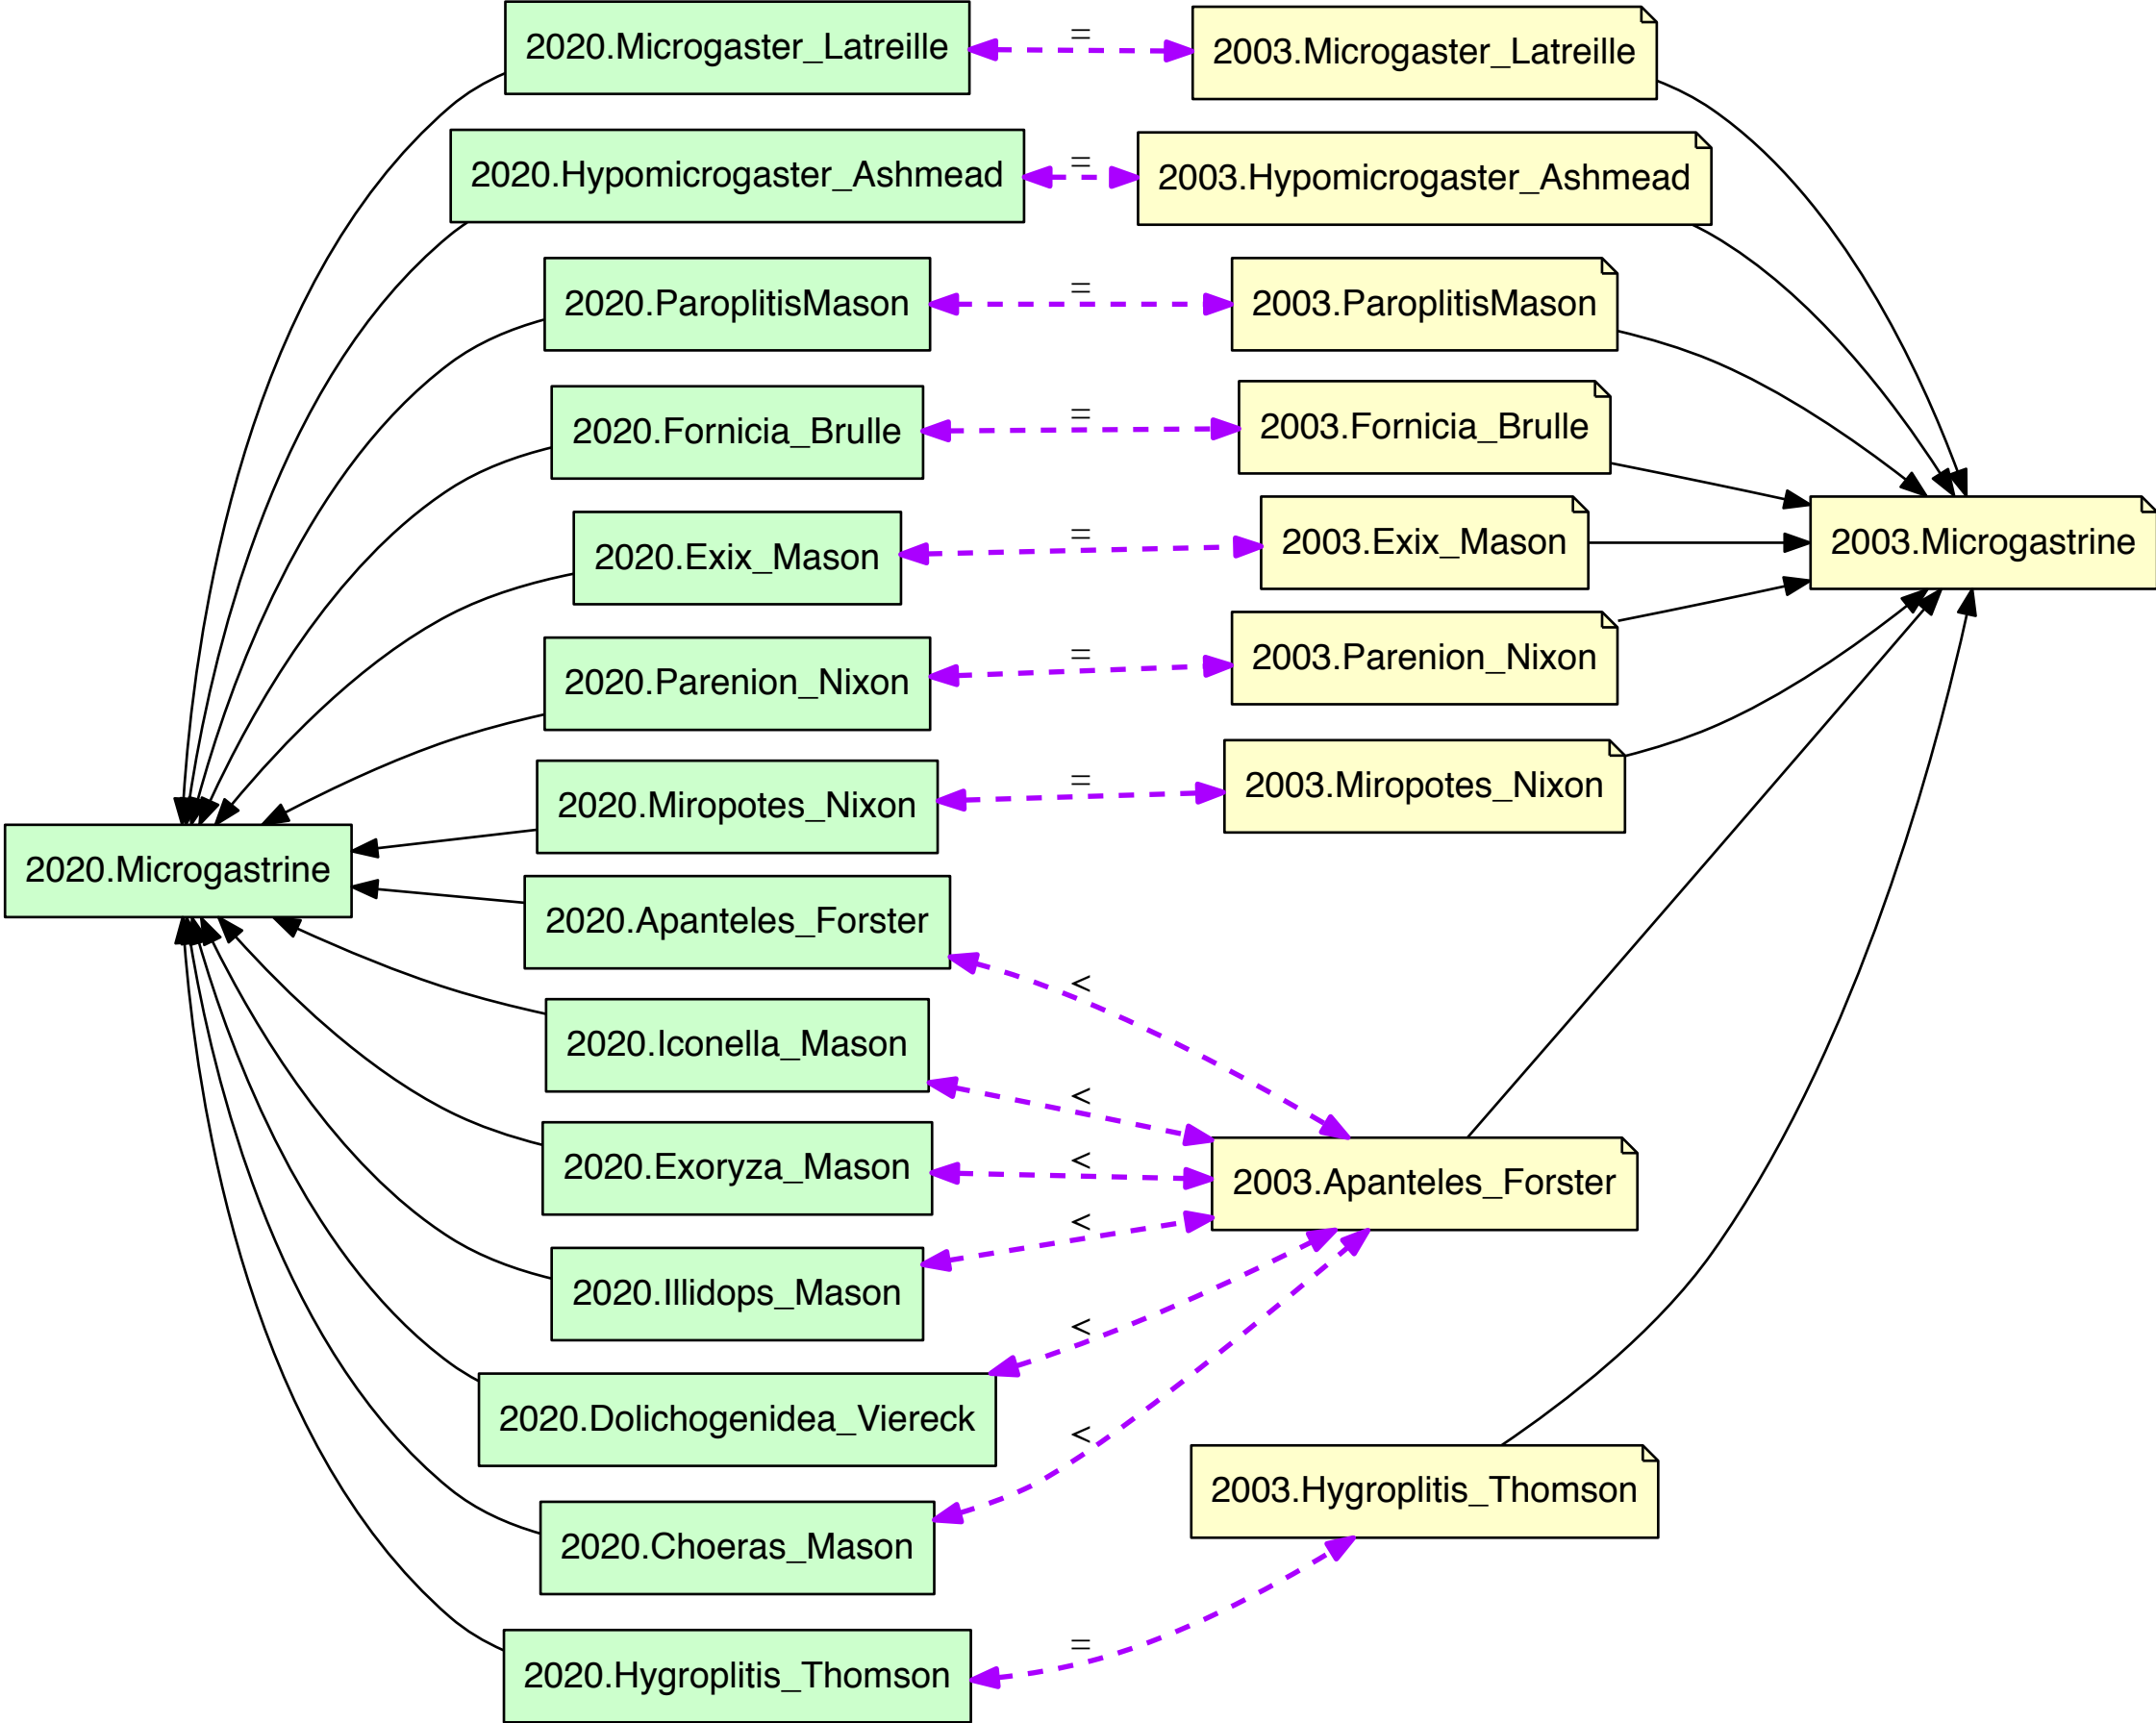 2020.Microgaster_Latreille
=
2003.Microgaster_Latreille
2020.Hypomicrogaster_Ashmead
=
2003.Hypomicrogaster_Ashmead
2020.ParoplitisMason
=
2003.ParoplitisMason
2020.Fornicia_Brulle
=
2003.Fornicia_Brulle
2020.Exix_Mason
=
2003.Exix_Mason
2003.Microgastrine
2020.Parenion_Nixon
=
2003.Parenion_Nixon
2020.Miropotes_Nixon
=
2003.Miropotes_Nixon
2020.Microgastrine
2020.Apanteles_Forster
<
2020.Iconella_Mason
<
2020.Exoryza_Mason
<
2003.Apanteles_Forster
<
2020.Illidops_Mason
<
2020.Dolichogenidea_Viereck
<
2003.Hygroplitis_Thomson
2020.Choeras_Mason
=
2020.Hygroplitis_Thomson